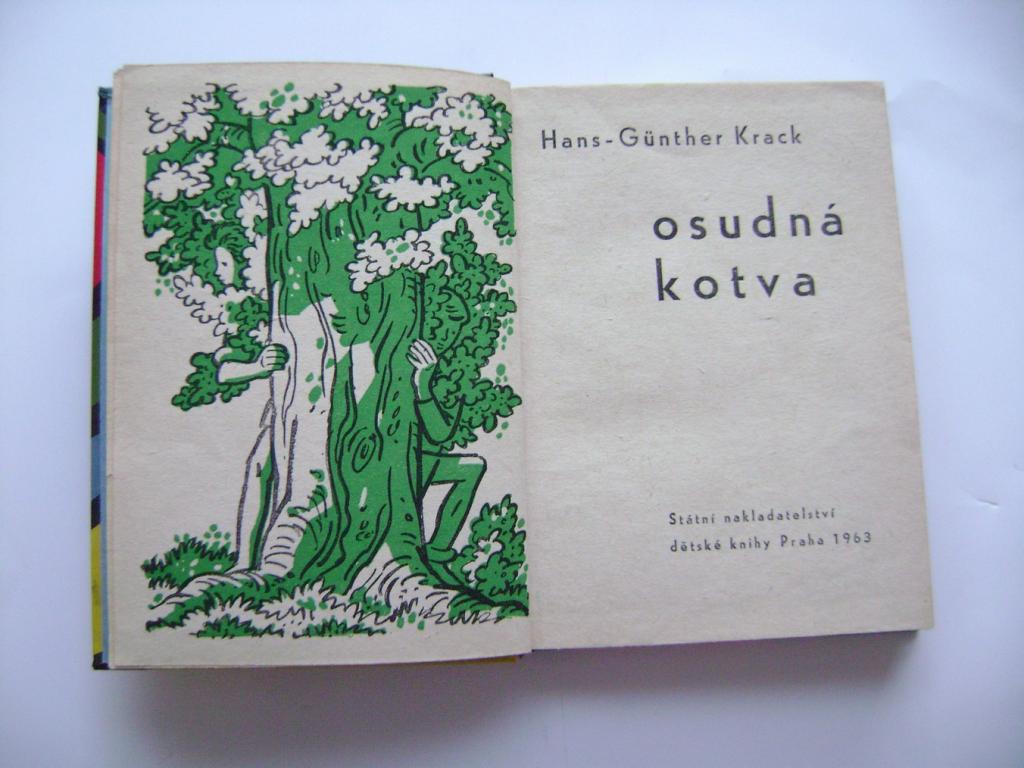 Hans-Günther Krack
osudná
kotva
Státní nakladatelství
dětské knihy Praha 1963